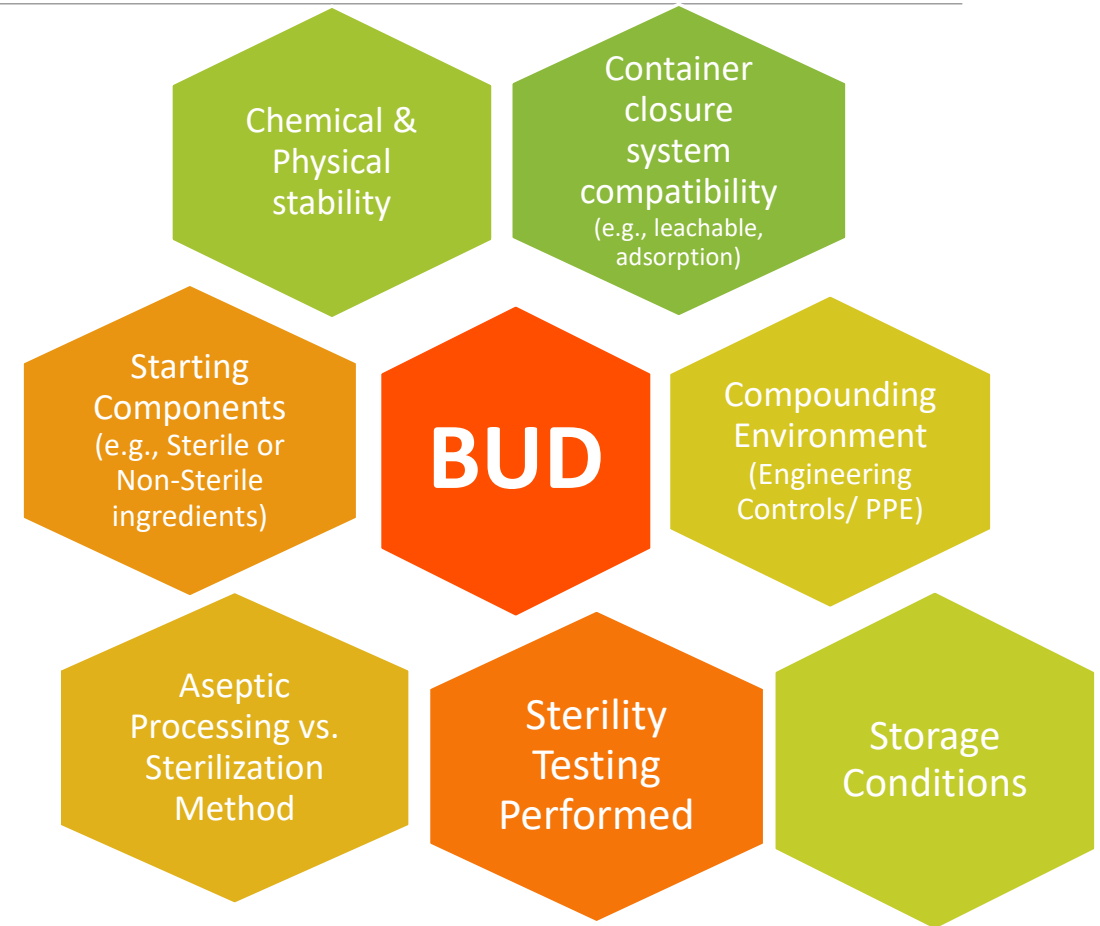 Chemical &
Physical
stability
Container
closure
system
compatibility
(e.g., leachable,
adsorption)
Starting
Components
(e.g., Sterile or
Non-Sterile
ingredients)
BUD
Compounding
Environment
(Engineering
Controls/ PPE)
Aseptic
Processing vs.
Sterilization
Method
Sterility
Testing
Performed
Storage
Conditions